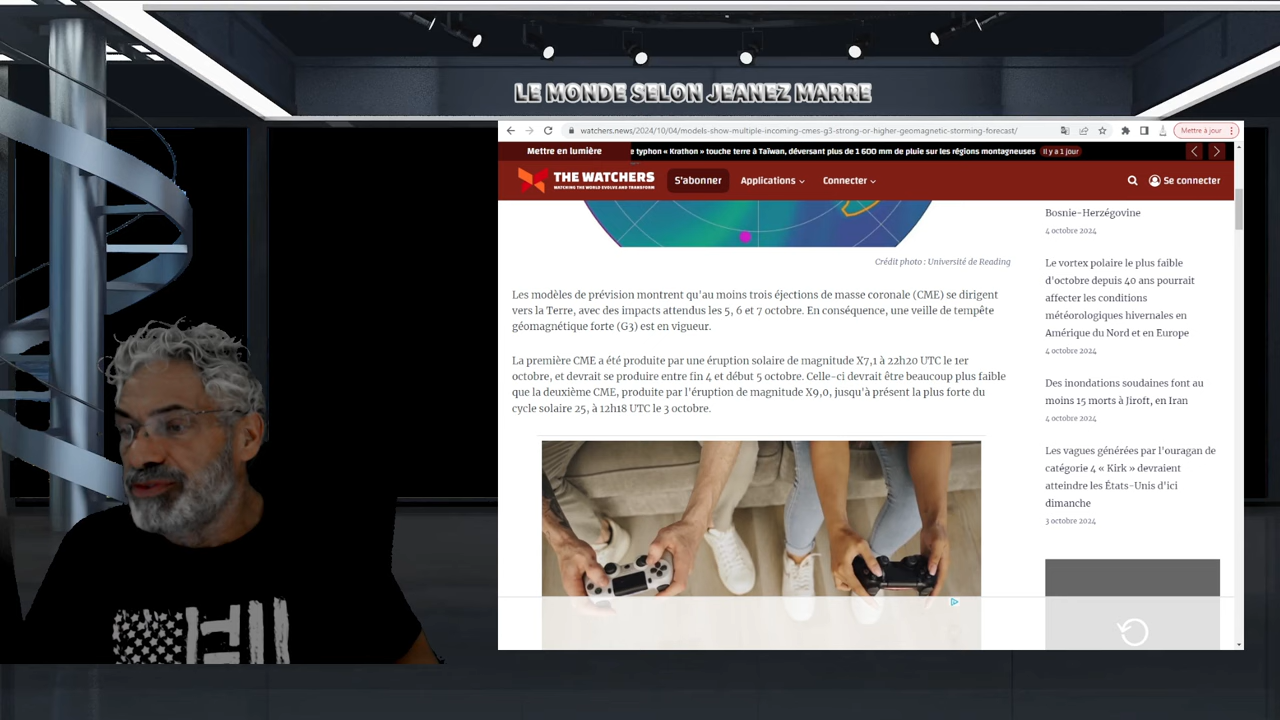 LE MONDE SELON JEANEZ MARRE
watchers.news/2024/10/04/models-show-multiple-incoming-cmes-g3-strong-or-higher-geomagnetic-storming-forecast/
Mettre à jour
Mettre en lumière
e typhon « Krathon » touche terre à Taïwan, déversant plus de 1 600 mm de pluie sur les régions montagneuses
Il y a 1 jour
THE WATCHERS
WATCHING THE WORLD EVOLVE AND TRANSFORM
S'abonner
Applications
Connecter
Se connecter
Crédit photo : Université de Reading
Les modèles de prévision montrent qu'au moins trois éjections de masse coronale (CME) se dirigent
vers la Terre, avec des impacts attendus les 5, 6 et 7 octobre. En conséquence, une veille de tempête
géomagnétique forte (G3) est en vigueur.
La première CME a été produite par une éruption solaire de magnitude X7,1 à 22h20 UTC le 1er
octobre, et devrait se produire entre fin 4 et début 5 octobre. Celle-ci devrait être beaucoup plus faible
que la deuxième CME, produite par l'éruption de magnitude X9,0, jusqu'à présent la plus forte du
cycle solaire 25, à 12h18 UTC le 3 octobre.
Bosnie-Herzégovine
4 octobre 2024
Le vortex polaire le plus faible
d'octobre depuis 40 ans pourrait
affecter les conditions
météorologiques hivernales en
Amérique du Nord et en Europe
4 octobre 2024
Des inondations soudaines font au
moins 15 morts à Jiroft, en Iran
4 octobre 2024
Les vagues générées par l'ouragan de
catégorie 4 « Kirk » devraient
atteindre les États-Unis d'ici
dimanche
3 octobre 2024